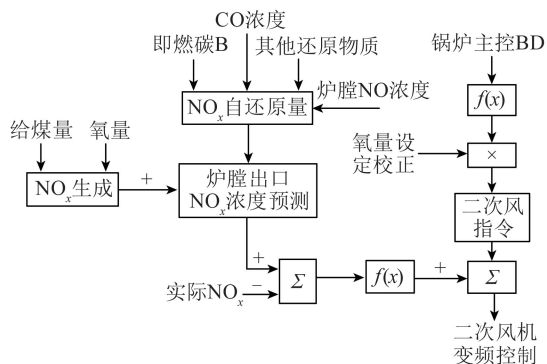 CO浓度
即燃碳B
其他还原物质
锅炉主控BD
NOx自还原量
炉膛NO浓度
f(x)
给煤量
氧量
氧量设
定校正
×
NOx生成
+
炉膛出口
NOx浓度预测
二次风
指令
+
实际NOx
−
Σ
f(x)
+
Σ
二次风机
变频控制